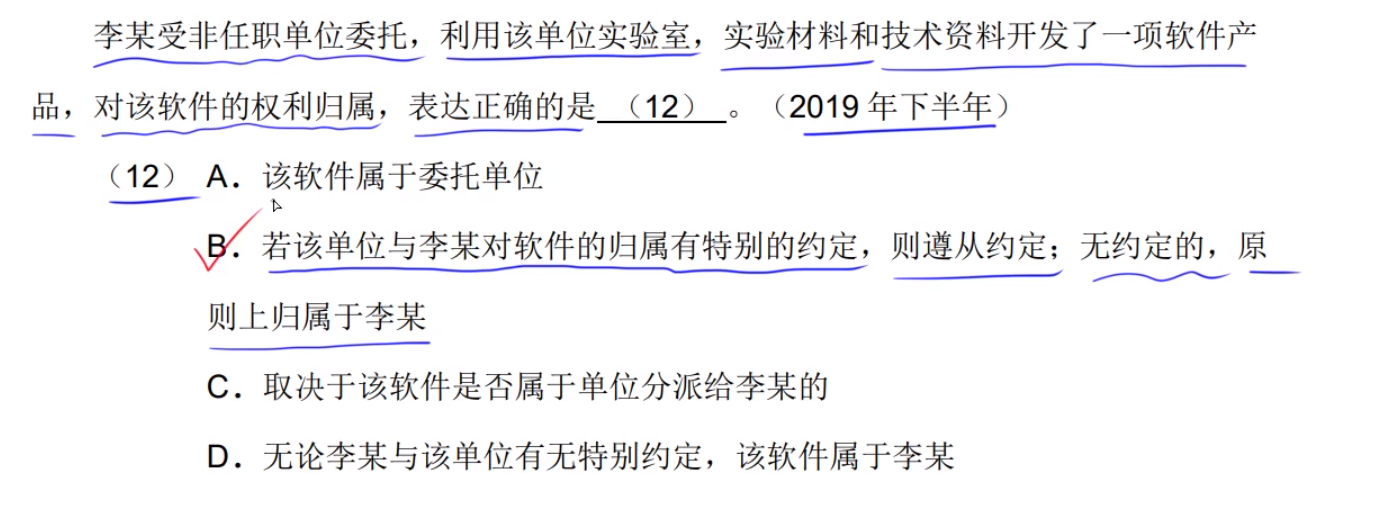 李某受非任职单位委托，利用该单位实验室，实验材料和技术资料开发了一项软件产
品，对该软件的权利归属，表达正确的是 （12） 。（2019 年下半年）
（12） A．该软件属于委托单位
B．若该单位与李某对软件的归属有特别的约定，则遵从约定；无约定的，原
则上归属于李某
C．取决于该软件是否属于单位分派给李某的
D．无论李某与该单位有无特别约定，该软件属于李某